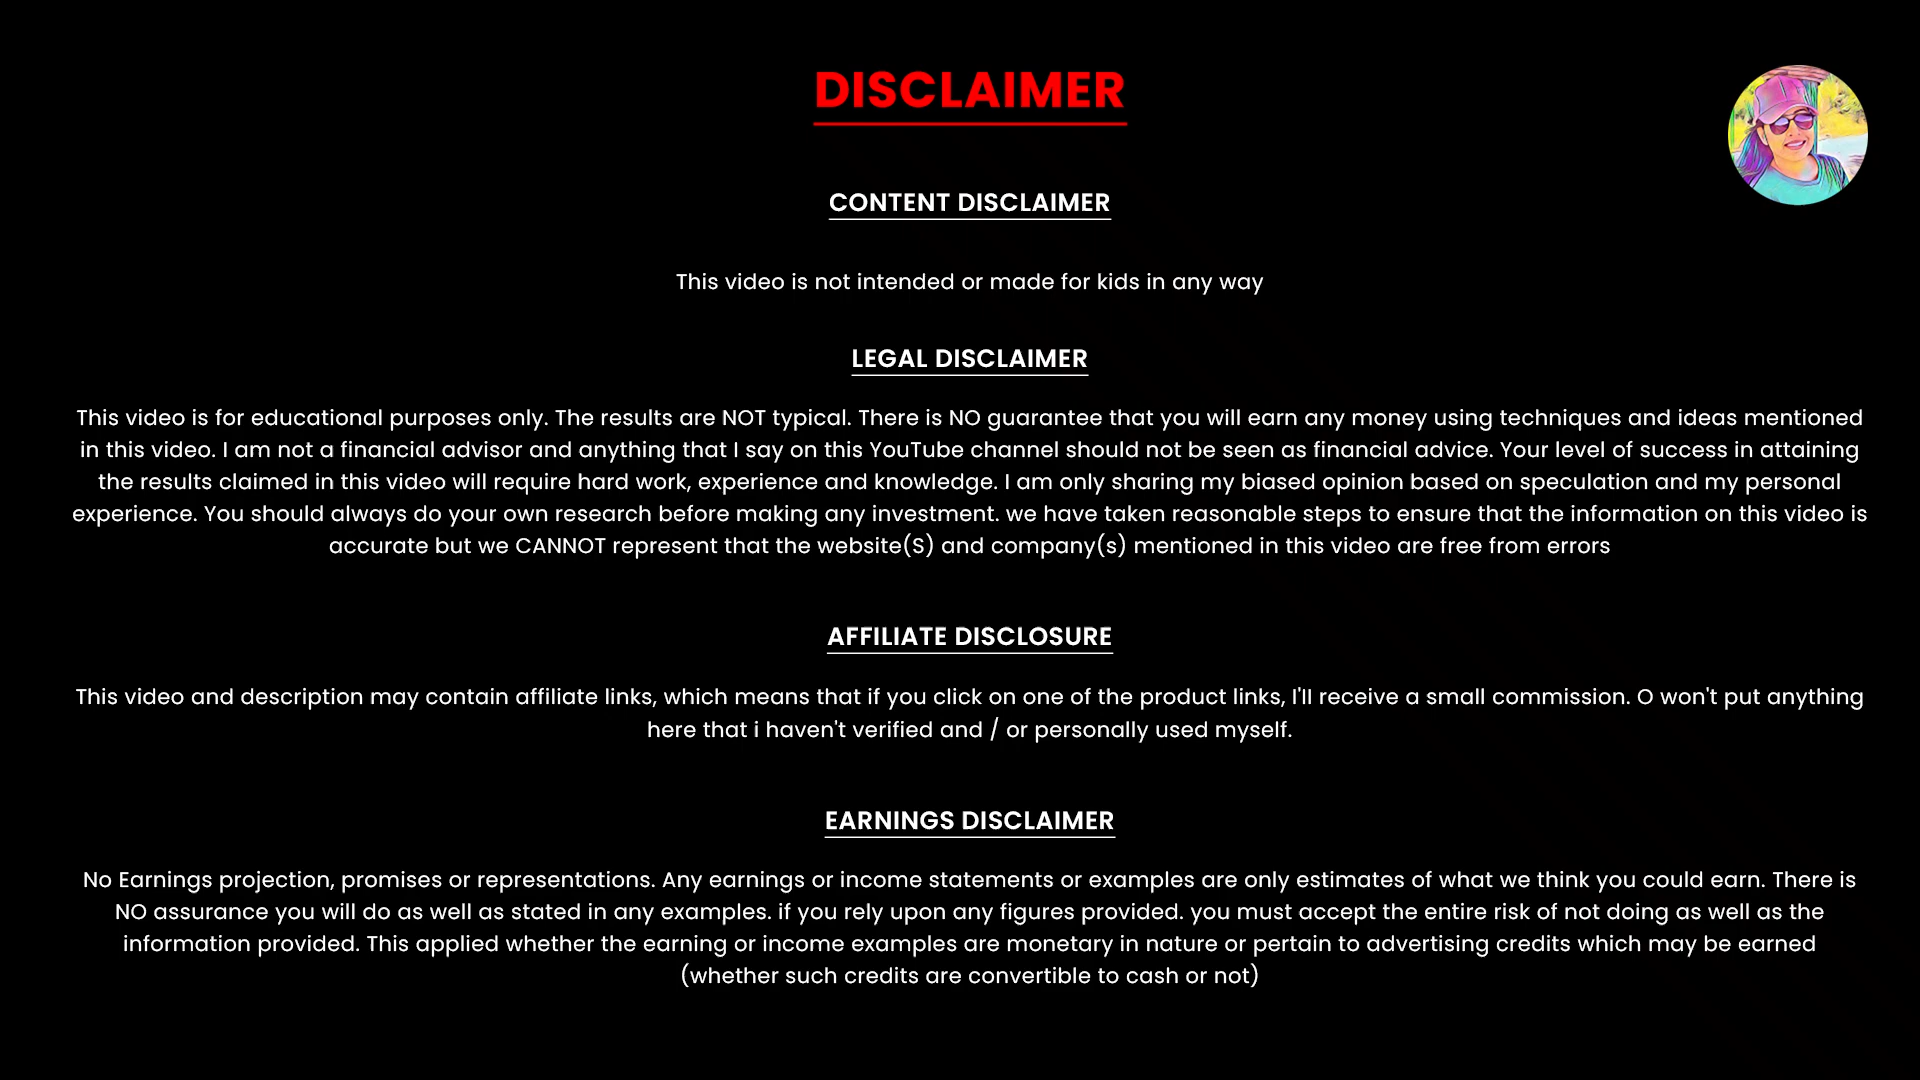 DISCLAIMER
CONTENT DISCLAIMER
This video is not intended or made for kids in any way
LEGAL DISCLAIMER
This video is for educational purposes only. The results are NOT typical. There is NO guarantee that you will earn any money using techniques and ideas mentioned
in this video. I am not a financial advisor and anything that I say on this YouTube channel should not be seen as financial advice. Your level of success in attaining
the results claimed in this video will require hard work, experience and knowledge. I am only sharing my biased opinion based on speculation and my personal
experience. You should always do your own research before making any investment. we have taken reasonable steps to ensure that the information on this video is
accurate but we CANNOT represent that the website(S) and company(s) mentioned in this video are free from errors
AFFILIATE DISCLOSURE
This video and description may contain affiliate links, which means that if you click on one of the product links, I'II receive a small commission. O won't put anything
here that i haven't verified and / or personally used myself.
EARNINGS DISCLAIMER
No Earnings projection, promises or representations. Any earnings or income statements or examples are only estimates of what we think you could earn. There is
NO assurance you will do as well as stated in any examples. if you rely upon any figures provided. you must accept the entire risk of not doing as well as the
information provided. This applied whether the earning or income examples are monetary in nature or pertain to advertising credits which may be earned
(whether such credits are convertible to cash or not)